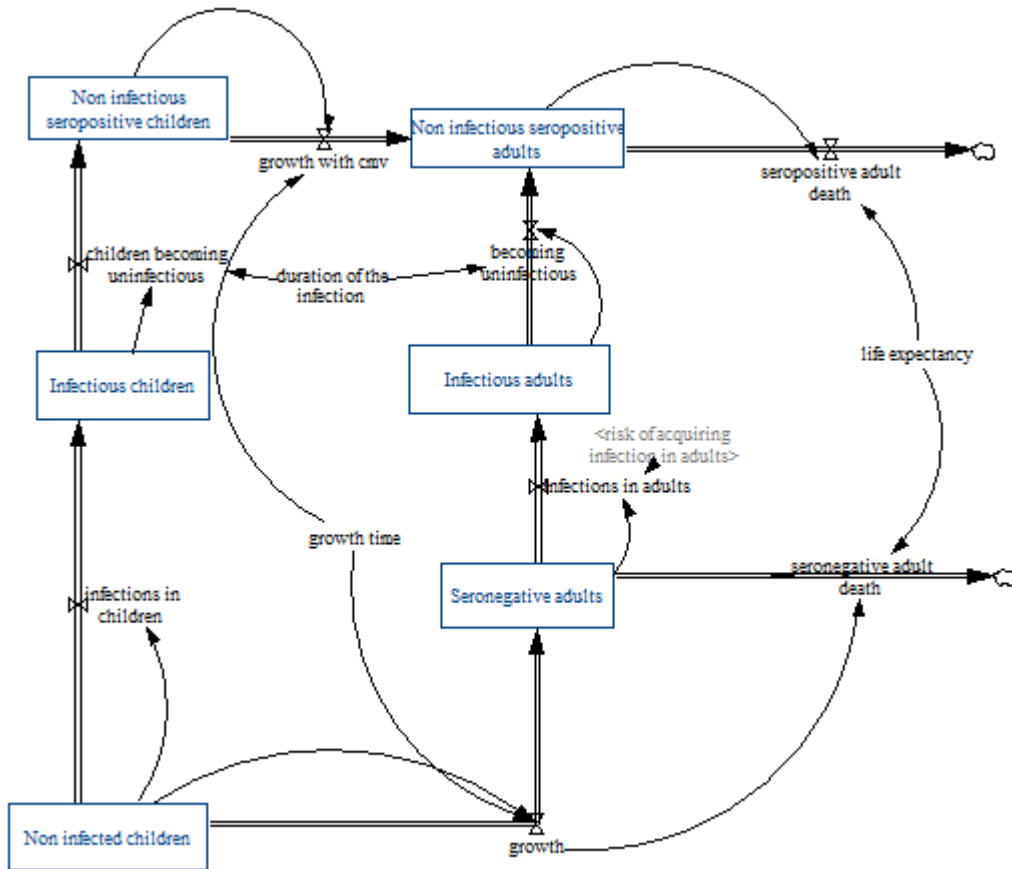 Non infectious
seropositive children
Non infectious seropositive
adults
growth with cmv
seropositive adult
death
children becoming
uninfectious
duration of the
infection
becoming
uninfectious
Infectious children
Infectious adults
life expectancy
<risk of acquiring
infection in adults>
infections in adults
growth time
seronegative adult
death
Seronegative adults
infections in
children
Non infected children
growth